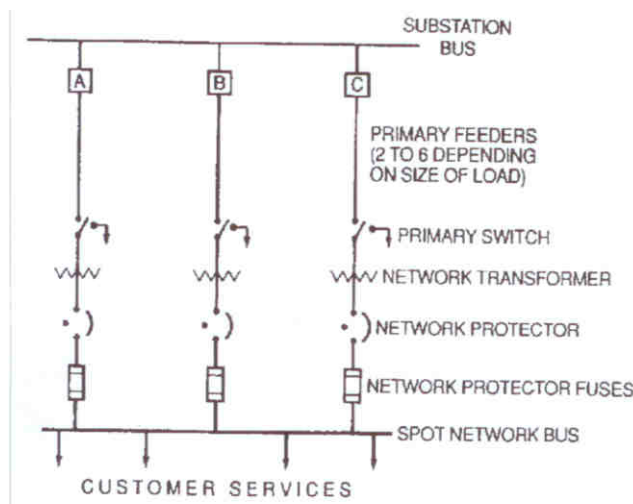 SUBSTATION
BUS
A
B
C
PRIMARY FEEDERS
(2 TO 6 DEPENDING
ON SIZE OF LOAD)
PRIMARY SWITCH
NETWORK TRANSFORMER
NETWORK PROTECTOR
NETWORK PROTECTOR FUSES
SPOT NETWORK BUS
CUSTOMER SERVICES